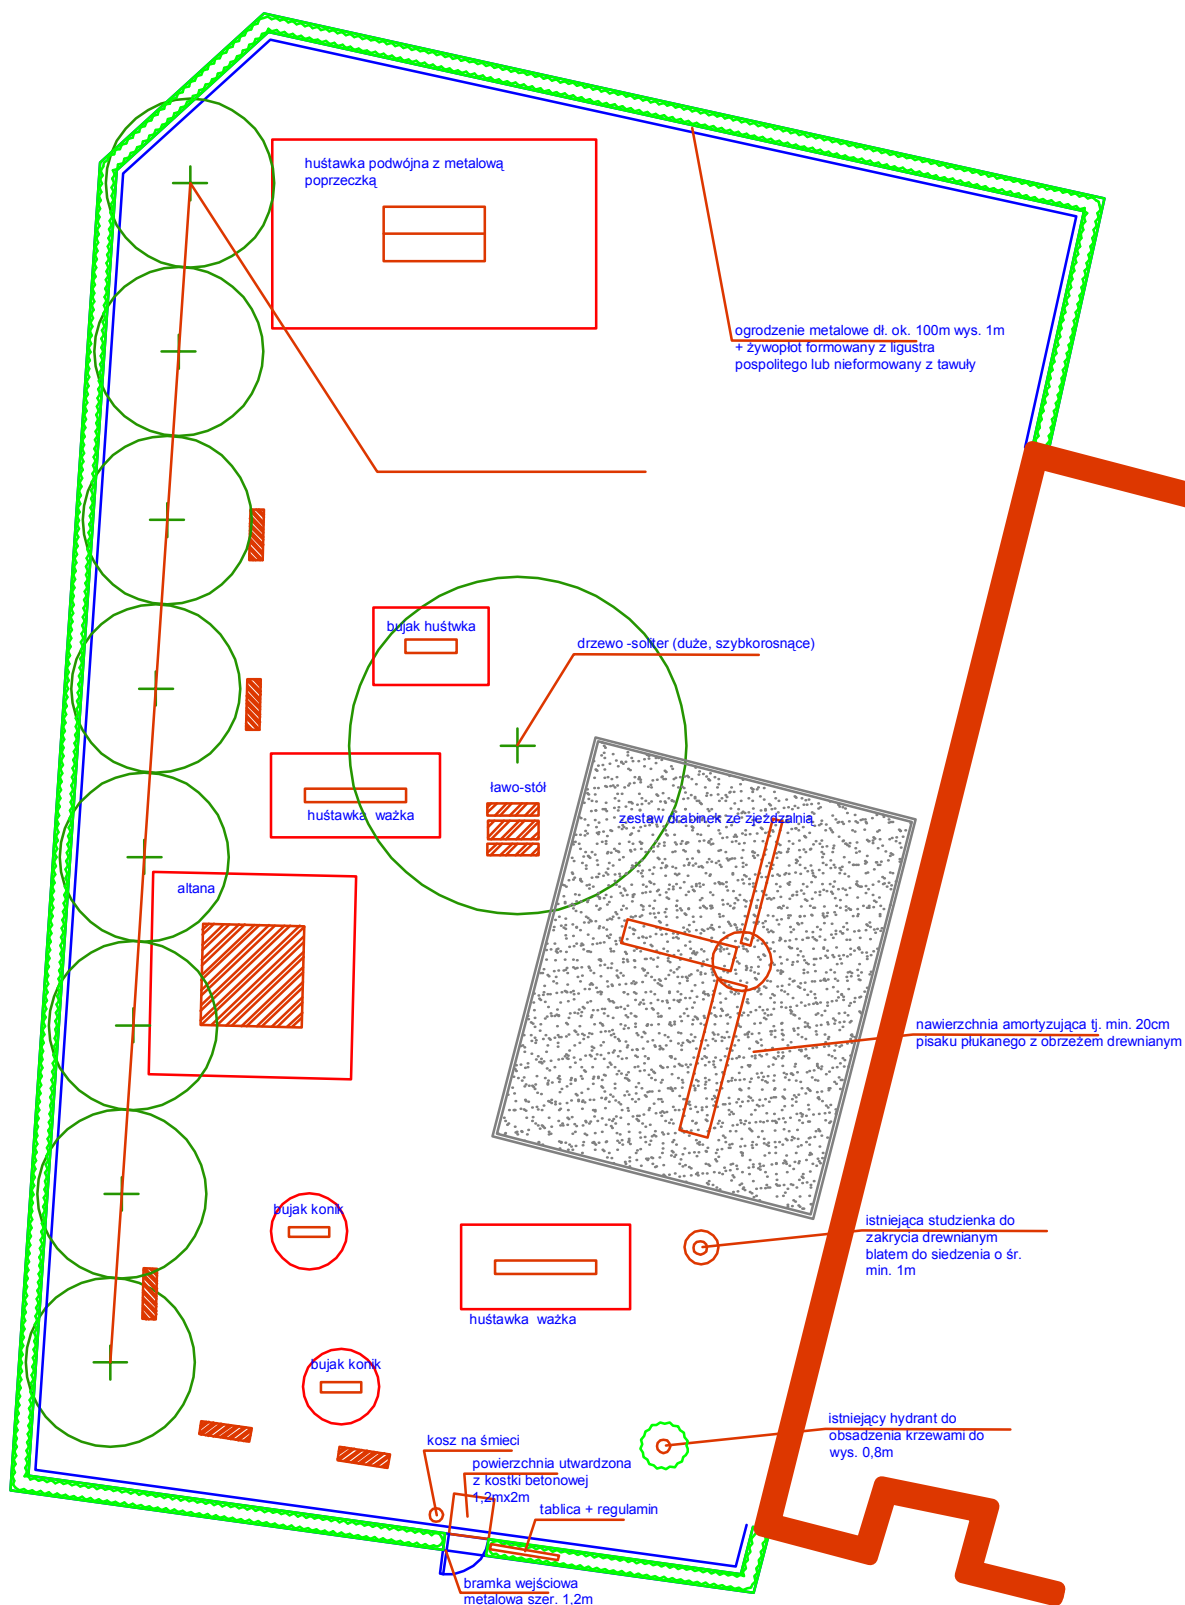 huśtawka podwójna z metalową
poprzeczką
ogrodzenie metalowe dł. ok. 100m wys. 1m
+ żywopłot formowany z ligustra
pospolitego lub nieformowany z tawuły
bujak huśtwka
drzewo -soliter (duże, szybkorosnące)
ławo-stół
huśtawka ważka
zestaw drabinek ze zjeżdżalnią
altana
nawierzchnia amortyzująca tj. min. 20cm
pisaku płukanego z obrzeżem drewnianym
bujak konik
istniejąca studzienka do
zakrycia drewnianym
blatem do siedzenia o śr.
min. 1m
huśtawka ważka
bujak konik
istniejący hydrant do
obsadzenia krzewami do
wys. 0,8m
kosz na śmieci
powierzchnia utwardzona
z kostki betonowej
1,2mx2m
tablica + regulamin
bramka wejściowa
metalowa szer. 1,2m